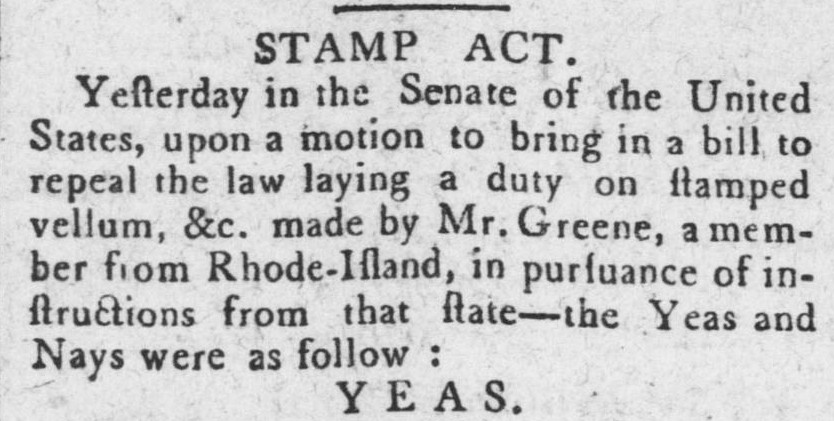 STAMP ACT.
Yeſterday in the Senate of the United
States, upon a motion to bring in a bill to
repeal the law laying a duty on ſtamped
vellum, &c. made by Mr. Greene, a mem-
ber from Rhode-Iſland, in purſuance of in-
ſtructions from that ſtate—the Yeas and
Nays were as follow :
YEAS.